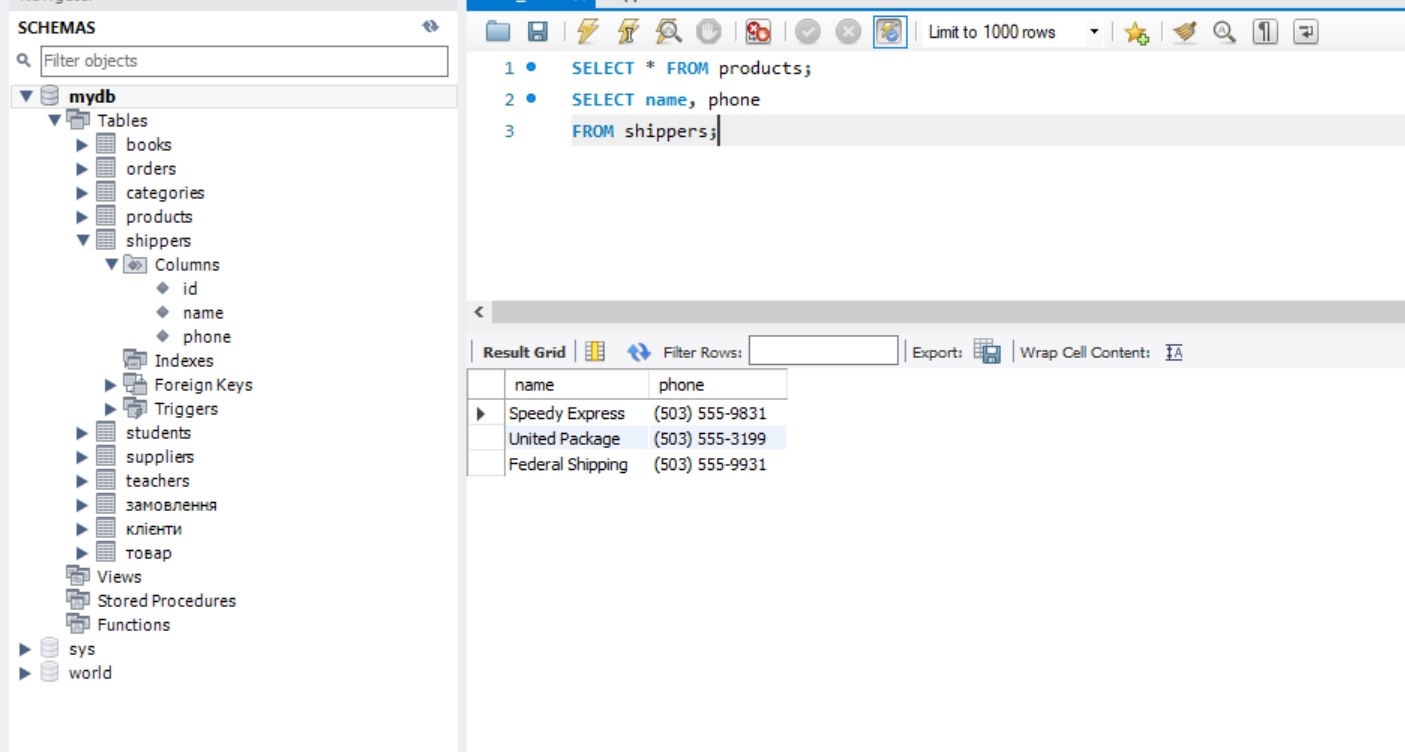 SCHEMAS
Filter objects
mydb
Tables
books
orders
categories
products
shippers
Columns
id
name
phone
Indexes
Foreign Keys
Triggers
students
suppliers
teachers
замовлення
клієнти
товар
Views
Stored Procedures
Functions
sys
world
Limit to 1000 rows
1 SELECT * FROM products;
2 SELECT name, phone
3 FROM shippers;
Result Grid Filter Rows: Export: Wrap Cell Content:
name phone
Speedy Express (503) 555-9831
United Package (503) 555-3199
Federal Shipping (503) 555-9931